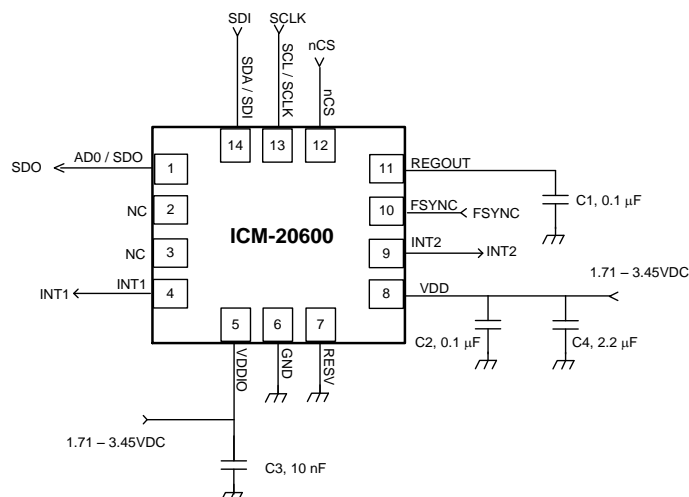 SDI
SCLK
nCS
SDA / SDI
SCL / SCLK
nCS
14
13
12
SDO
AD0 / SDO
1
11
REGOUT
C1, 0.1 μF
NC
2
10
FSYNC
FSYNC
ICM-20600
NC
3
9
INT2
INT2
INT1
INT1
4
8
VDD
1.71 – 3.45VDC
5
6
7
C2, 0.1 μF
C4, 2.2 μF
VDDIO
GND
RESV
1.71 – 3.45VDC
C3, 10 nF